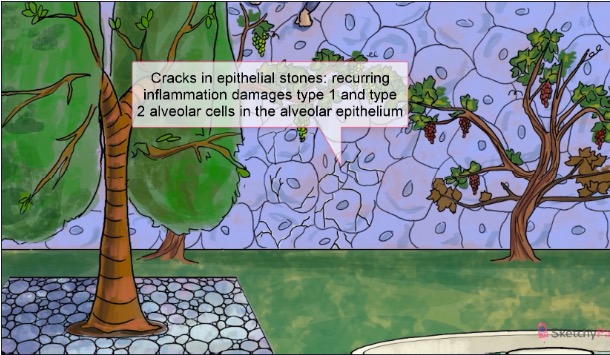 Cracks in epithelial stones: recurring
inflammation damages type 1 and type
2 alveolar cells in the alveolar epithelium
Sketchy